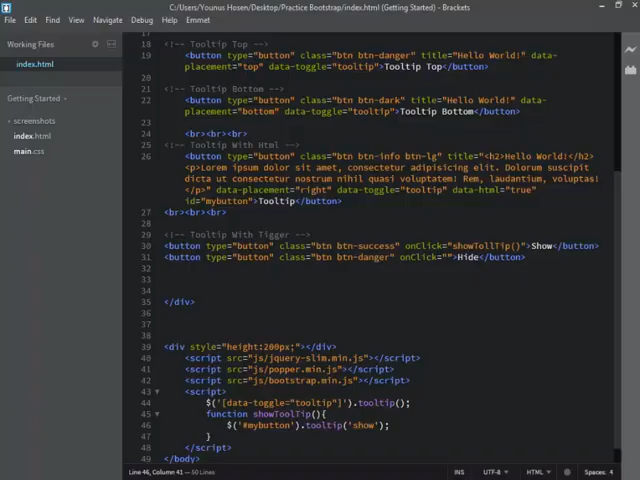 C:/Users/Younus Hosen/Desktop/Practice Bootstrap/index.html (Getting Started) - Brackets
File Edit Find View Navigate Debug Help Emmet
Working Files
index.html
Getting Started
screenshots
index.html
main.css
17
18 <!-- Tooltip Top -->
19 <button type="button" class="btn btn-danger" title="Hello World!" data-
placement="top" data-toggle="tooltip">Tooltip Top</button>
20
21 <!-- Tooltip Bottom -->
22 <button type="button" class="btn btn-dark" title="Hello World!" data-
placement="bottom" data-toggle="tooltip">Tooltip Bottom</button>
23
24 <br><br><br>
25 <!-- Tooltip With Html -->
26 <button type="button" class="btn btn-info btn-lg" title="<h2>Hello World!</h2>
<p>Lorem ipsum dolor sit amet, consectetur adipisicing elit. Dolorum suscipit
dicta ut consectetur nostrum nihil quasi voluptatem! Rem, laudantium, voluptas!
</p>" data-placement="right" data-toggle="tooltip" data-html="true"
id="mybutton">Tooltip</button>
27 <br><br><br>
28
29 <!-- Tooltip With Tigger -->
30 <button type="button" class="btn btn-success" onClick="showTollTip()">Show</button>
31 <button type="button" class="btn btn-danger" onClick="">Hide</button>
32
33
34
35 </div>
36
37
38
39 <div style="height:200px;"></div>
40 <script src="js/jquery-slim.min.js"></script>
41 <script src="js/popper.min.js"></script>
42 <script src="js/bootstrap.min.js"></script>
43 <script>
44 $('[data-toggle="tooltip"]').tooltip();
45 function showToolTip(){
46 $('#mybutton').tooltip('show');
47 }
48 </script>
49 </body>
Line 46, Column 41 — 50 Lines
INS UTF-8 HTML Spaces: 4